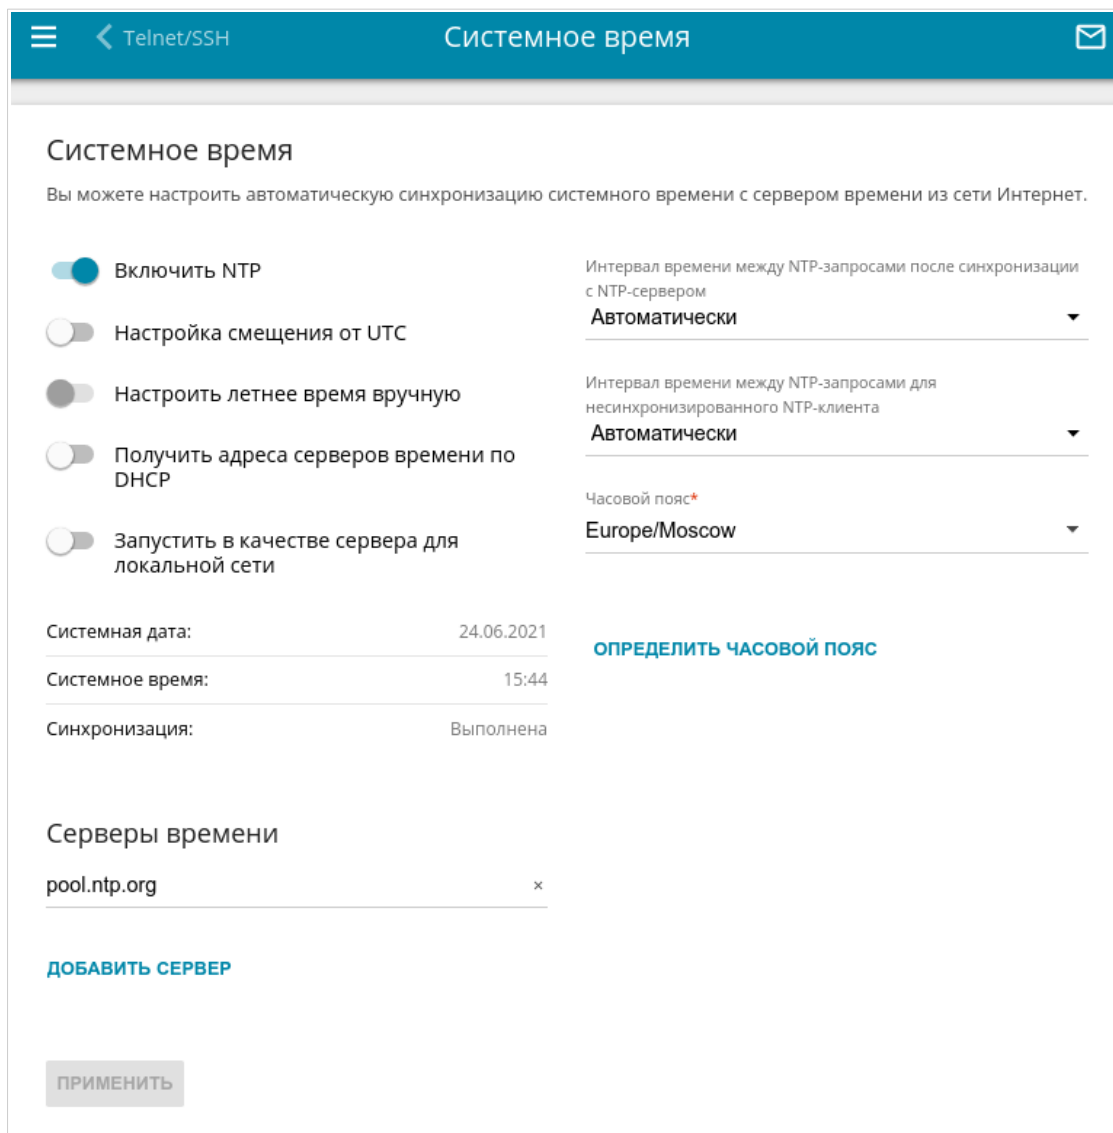 Telnet/SSH
Системное время
Системное время
Вы можете настроить автоматическую синхронизацию системного времени с сервером времени из сети Интернет.
Включить NTP
Настройка смещения от UTC
Настроить летнее время вручную
Получить адреса серверов времени по
DHCP
Запустить в качестве сервера для
локальной сети
Системная дата: 24.06.2021
Системное время: 15:44
Синхронизация: Выполнена
Интервал времени между NTP-запросами после синхронизации
с NTP-сервером
Автоматически
Интервал времени между NTP-запросами для
несинхронизированного NTP-клиента
Автоматически
Часовой пояс*
Europe/Moscow
ОПРЕДЕЛИТЬ ЧАСОВОЙ ПОЯС
Серверы времени
pool.ntp.org ×
ДОБАВИТЬ СЕРВЕР
ПРИМЕНИТЬ